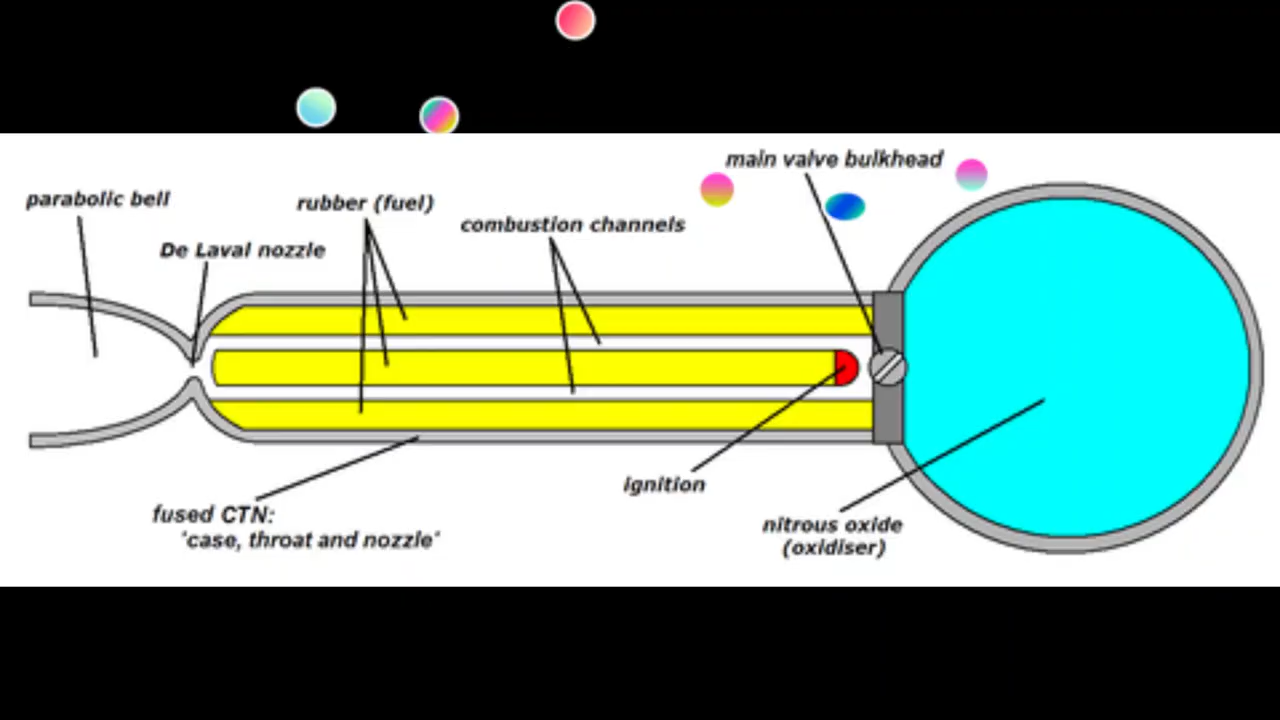 main valve bulkhead
parabolic bell
rubber (fuel)
combustion channels
De Laval nozzle
ignition
fused CTN:
'case, throat and nozzle'
nitrous oxide
(oxidiser)